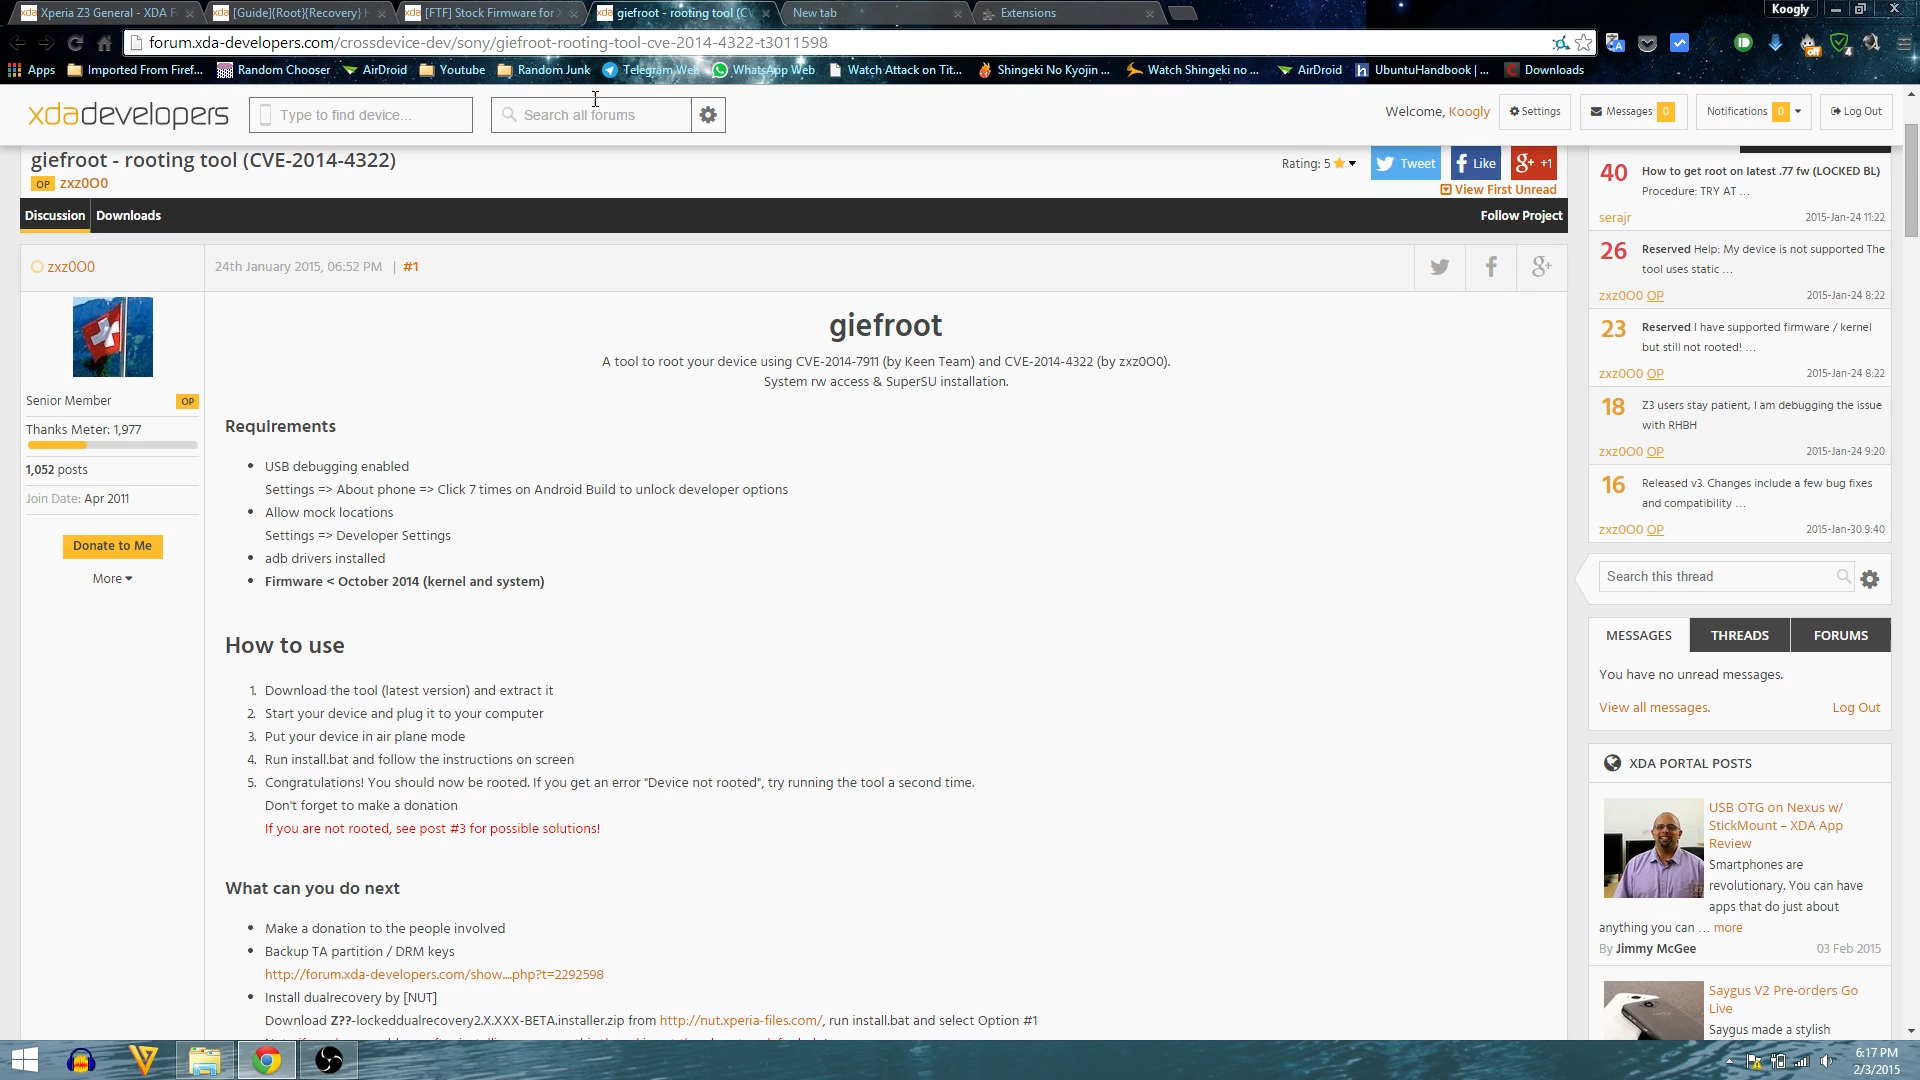 Xperia Z3 General - XDA F
[Guide]{Root}{Recovery}
[FTF] Stock Firmware for
giefroot - rooting tool (CV
New tab
Extensions
Koogly
forum.xda-developers.com/crossdevice-dev/sony/giefroot-rooting-tool-cve-2014-4322-t3011598
Apps
Imported From Firef...
Random Chooser
AirDroid
Youtube
Random Junk
Telegram Web
WhatsApp Web
Watch Attack on Tit...
Shingeki No Kyojin ...
Watch Shingeki no ...
AirDroid
UbuntuHandbook | ...
Downloads
xdadevelopers
Type to find device...
Search all forums
Welcome, Koogly
Settings
Messages 0
Notifications 0
Log Out
giefroot - rooting tool (CVE-2014-4322)
OP zxz0O0
Rating: 5
Tweet
Like
g+ +1
View First Unread
Discussion
Downloads
Follow Project
zxz0O0
24th January 2015, 06:52 PM | #1
Senior Member OP
Thanks Meter: 1,977
1,052 posts
Join Date: Apr 2011
Donate to Me
More
giefroot
A tool to root your device using CVE-2014-7911 (by Keen Team) and CVE-2014-4322 (by zxz0O0).
System rw access & SuperSU installation.
Requirements
• USB debugging enabled
Settings => About phone => Click 7 times on Android Build to unlock developer options
• Allow mock locations
Settings => Developer Settings
• adb drivers installed
• Firmware < October 2014 (kernel and system)
How to use
1. Download the tool (latest version) and extract it
2. Start your device and plug it to your computer
3. Put your device in air plane mode
4. Run install.bat and follow the instructions on screen
5. Congratulations! You should now be rooted. If you get an error "Device not rooted", try running the tool a second time.
Don't forget to make a donation
If you are not rooted, see post #3 for possible solutions!
What can you do next
• Make a donation to the people involved
• Backup TA partition / DRM keys
http://forum.xda-developers.com/show....php?t=2292598
• Install dualrecovery by [NUT]
Download Z??-lockeddualrecovery2.X.XXX-BETA.installer.zip from http://nut.xperia-files.com/, run install.bat and select Option #1
40 How to get root on latest .77 fw (LOCKED BL)
Procedure: TRY AT ...
serajr 2015-Jan-24 11:22
26 Reserved Help: My device is not supported The
tool uses static ...
zxz0O0 OP 2015-Jan-24 8:22
23 Reserved I have supported firmware / kernel
but still not rooted! ...
zxz0O0 OP 2015-Jan-24 8:22
18 Z3 users stay patient, I am debugging the issue
with RHBH
zxz0O0 OP 2015-Jan-24 9:20
16 Released v3. Changes include a few bug fixes
and compatibility ...
zxz0O0 OP 2015-Jan-30 9:40
Search this thread
MESSAGES
THREADS
FORUMS
You have no unread messages.
View all messages.
Log Out
XDA PORTAL POSTS
USB OTG on Nexus w/
StickMount – XDA App
Review
Smartphones are
revolutionary. You can have
apps that do just about
anything you can ... more
By Jimmy McGee 03 Feb 2015
Saygus V2 Pre-orders Go
Live
Saygus made a stylish
6:17 PM
2/3/2015